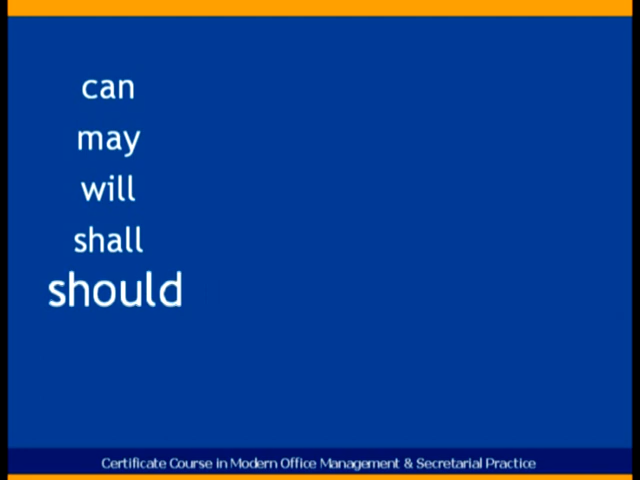 can
may
will
shall
should
Certificate Course in Modern Office Management & Secretarial Practice